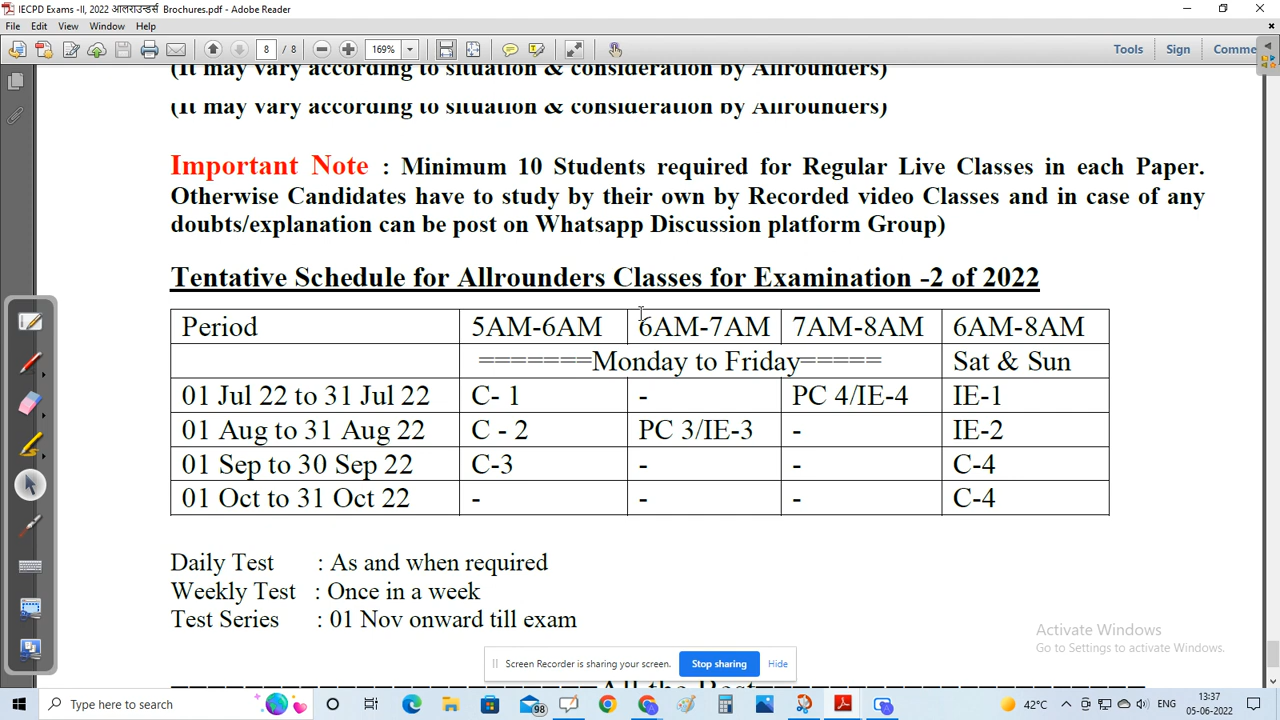 IECPD Exams -II, 2022 आलराउन्डर्स Brochures.pdf - Adobe Reader
File Edit View Window Help
8 / 8 169% Tools Sign Comme
(It may vary according to situation & consideration by Allrounders)
(It may vary according to situation & consideration by Allrounders)
Important Note : Minimum 10 Students required for Regular Live Classes in each Paper.
Otherwise Candidates have to study by their own by Recorded video Classes and in case of any
doubts/explanation can be post on Whatsapp Discussion platform Group)
Tentative Schedule for Allrounders Classes for Examination -2 of 2022
Period 5AM-6AM 6AM-7AM 7AM-8AM 6AM-8AM
=======Monday to Friday===== Sat & Sun
01 Jul 22 to 31 Jul 22 C- 1 - PC 4/IE-4 IE-1
01 Aug to 31 Aug 22 C - 2 PC 3/IE-3 - IE-2
01 Sep to 30 Sep 22 C-3 - - C-4
01 Oct to 31 Oct 22 - - - C-4
Daily Test : As and when required
Weekly Test : Once in a week
Test Series : 01 Nov onward till exam
Activate Windows
Go to Settings to activate Windows.
Screen Recorder is sharing your screen. Stop sharing Hide
All the Best
Type here to search 98 42°C ENG 13:37
05-06-2022